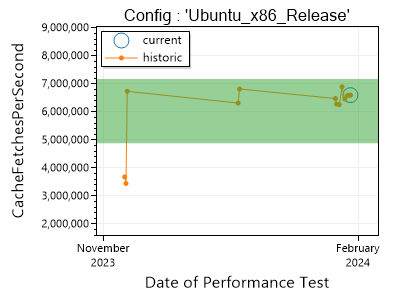 Config : 'Ubuntu_x86_Release'
current
historic
CacheFetchesPerSecond
9,000,000
8,000,000
7,000,000
6,000,000
5,000,000
4,000,000
3,000,000
2,000,000
November
2023
February
2024
Date of Performance Test